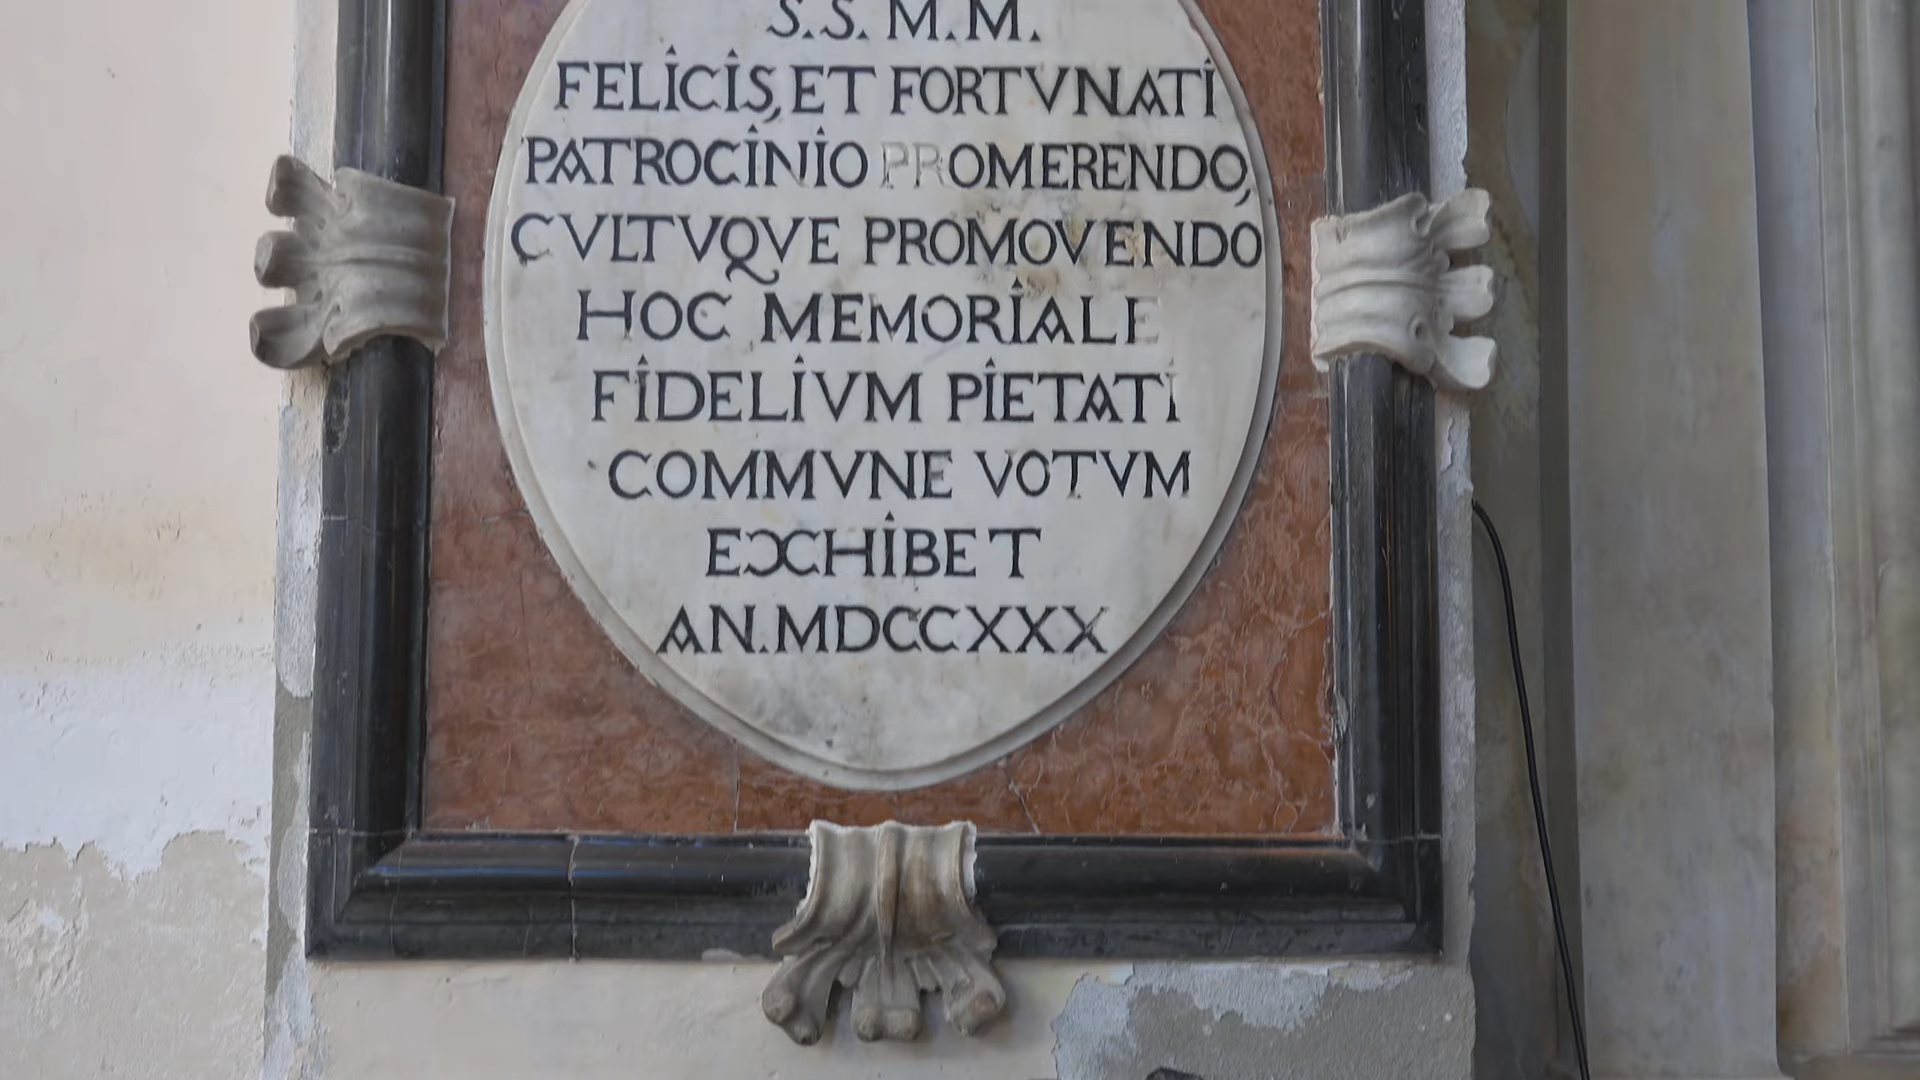 S.S. M.M.
FELICIS, ET FORTVNATI
PATROCINIO PROMERENDO,
CVLTVQVE PROMOVENDO
HOC MEMORIALE
FIDELIVM PIETATI
COMMVNE VOTVM
EXHIBET
AN. MDCCXXX